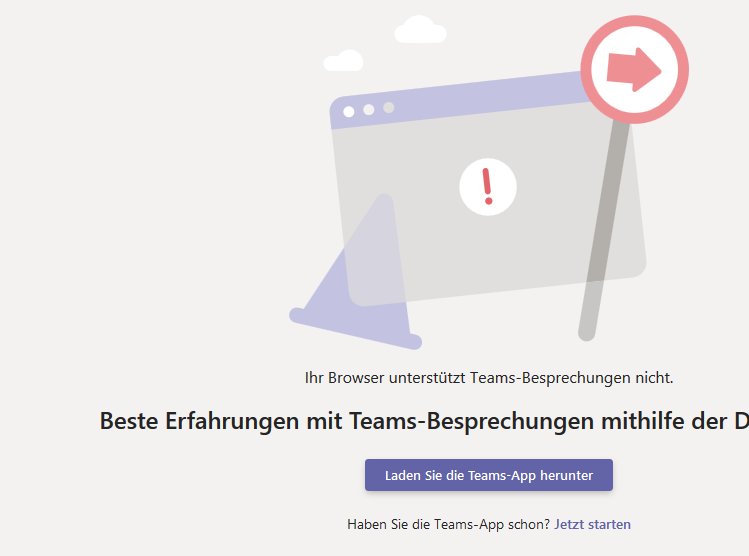 Ihr Browser unterstützt Teams-Besprechungen nicht.
Beste Erfahrungen mit Teams-Besprechungen mithilfe der
Laden Sie die Teams-App herunter
Haben Sie die Teams-App schon? Jetzt starten